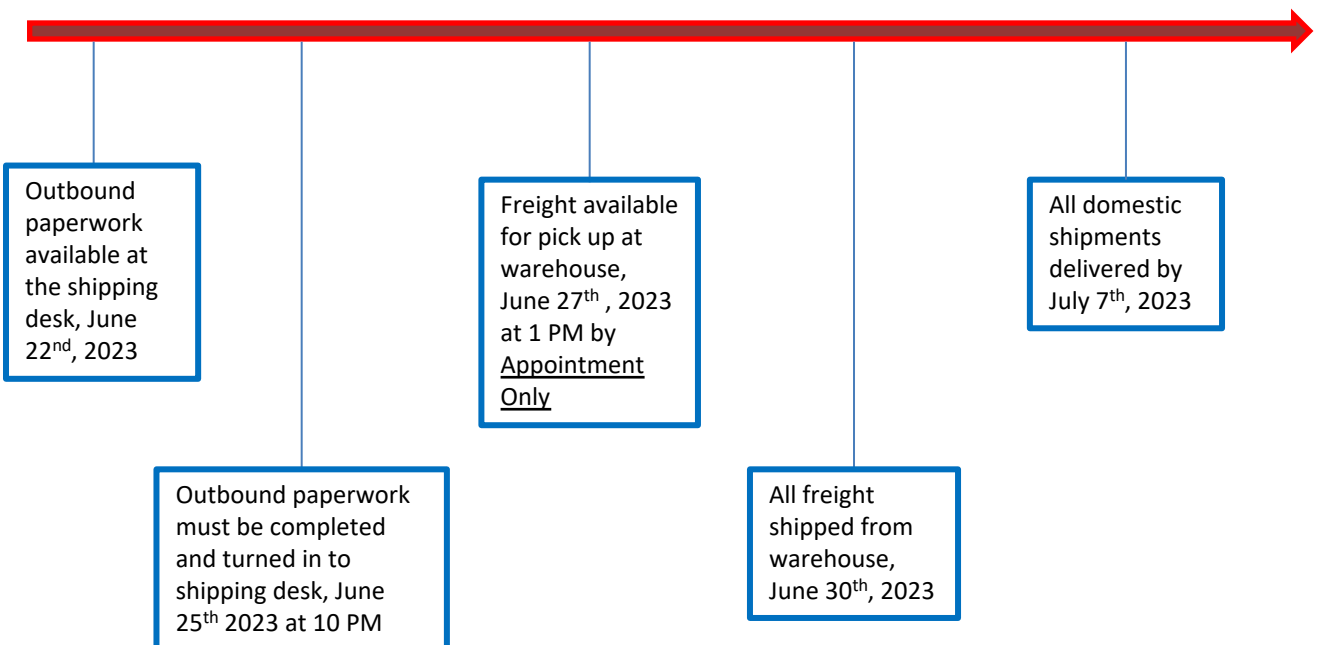 Outbound
paperwork
available at
the shipping
desk, June
22nd, 2023
Outbound paperwork
must be completed
and turned in to
shipping desk, June
25th 2023 at 10 PM
Freight available
for pick up at
warehouse,
June 27th , 2023
at 1 PM by
Appointment
Only
All freight
shipped from
warehouse,
June 30th, 2023
All domestic
shipments
delivered by
July 7th, 2023